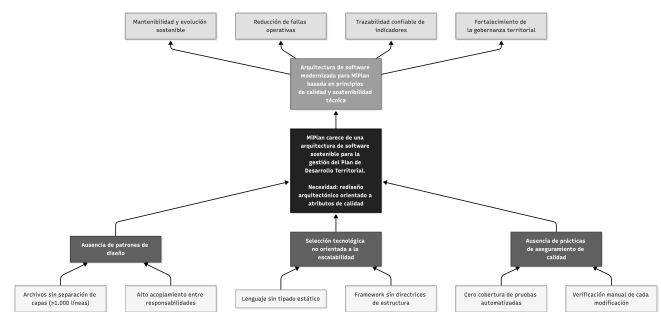 Mantenibilidad y evolución
sostenible
Reducción de fallas
operativas
Trazabilidad confiable de
indicadores
Fortalecimiento de
la gobernanza territorial
Arquitectura de software
modernizada para MiPlan
basada en principios
de calidad y sostenibilidad
técnica
MiPlan carece de una
arquitectura de software
sostenible para la
gestión del Plan de
Desarrollo Territorial.
Necesidad: rediseño
arquitectónico orientado a
atributos de calidad
Ausencia de patrones de
diseño
Selección tecnológica
no orientada a la
escalabilidad
Ausencia de prácticas
de aseguramiento de
calidad
Archivos sin separación de
capas (>1.000 líneas)
Alto acoplamiento entre
responsabilidades
Lenguaje sin tipado estático
Framework sin directrices
de estructura
Cero cobertura de pruebas
automatizadas
Verificación manual de cada
modificación